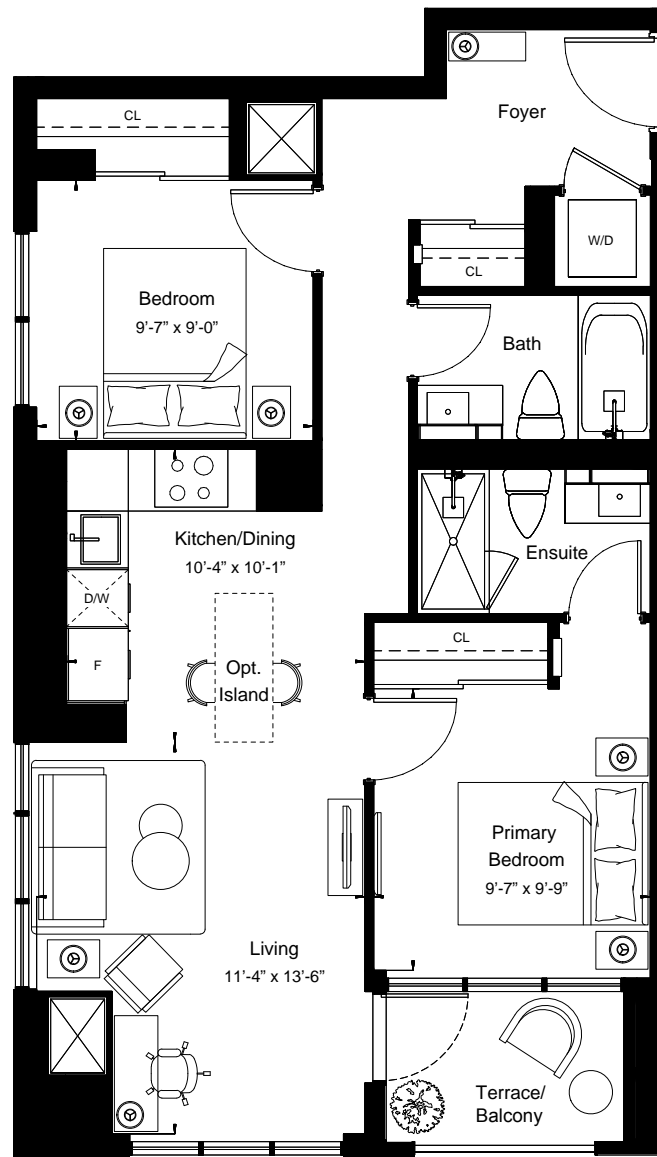 CL
Foyer
W/D
CL
Bedroom
9’-7” x 9’-0”
Bath
Kitchen/Dining
10’-4” x 10’-1”
Ensuite
D/W
F
CL
Opt.
Island
Primary
Bedroom
9’-7” x 9’-9”
Living
11’-4” x 13’-6”
Terrace/
Balcony